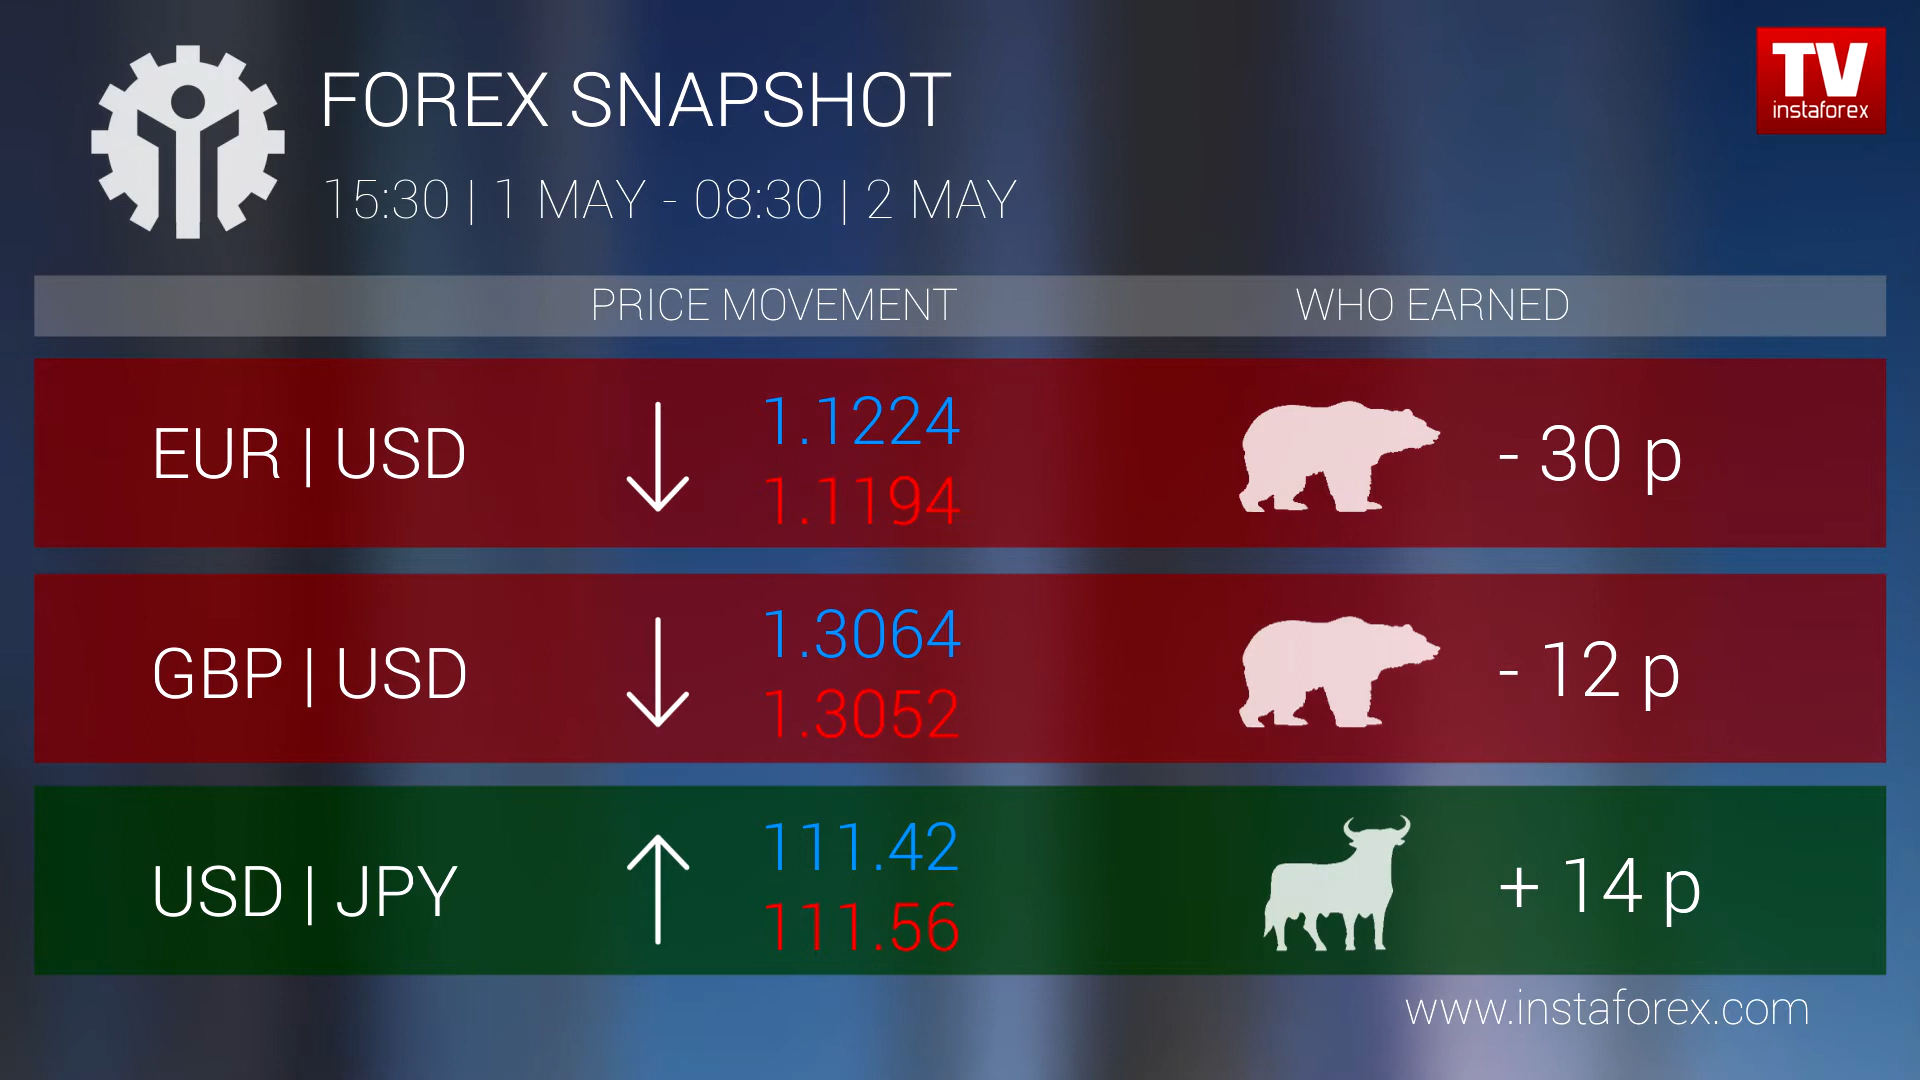 FOREX SNAPSHOT
TV
instaforex
15:30 | 1 MAY - 08:30 | 2 MAY
PRICE MOVEMENT WHO EARNED
EUR | USD 1.1224 - 30 p
1.1194
GBP | USD 1.3064 - 12 p
1.3052
USD | JPY 111.42 + 14 p
111.56
www.instaforex.com